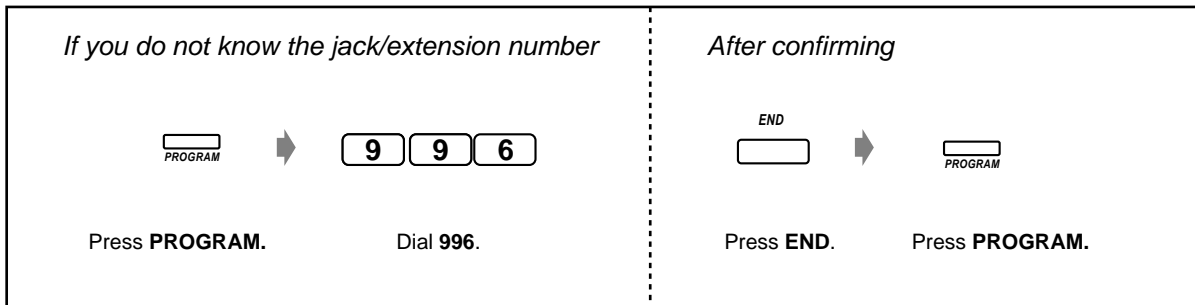 If you do not know the jack/extension number
PROGRAM
9 9 6
Press PROGRAM.
Dial 996.
After confirming
END
PROGRAM
Press END.
Press PROGRAM.